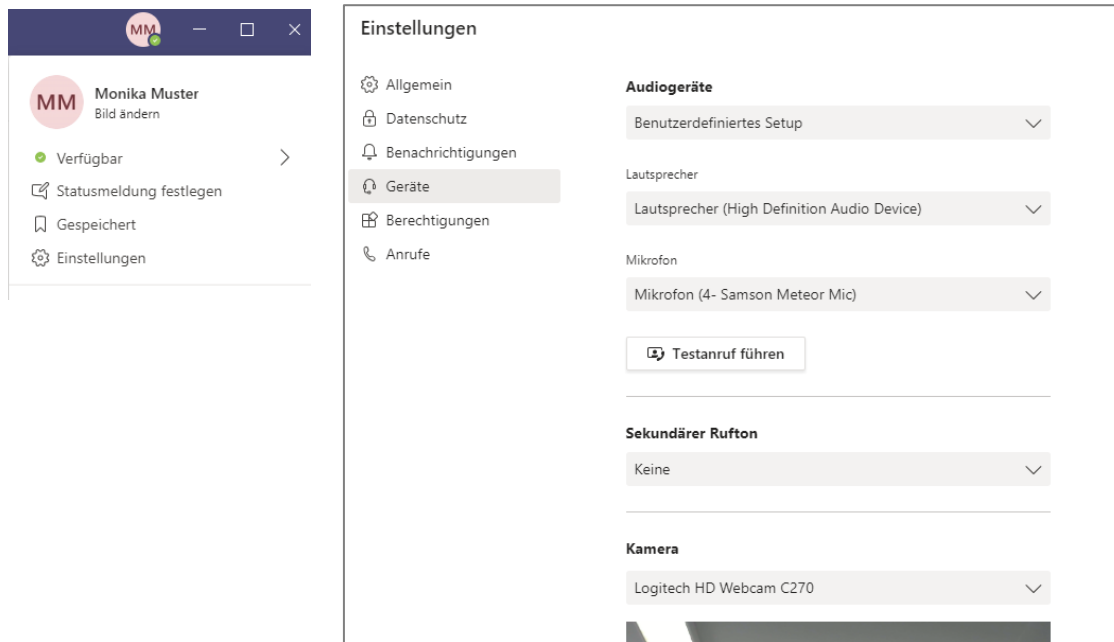 MM
MM
Monika Muster
Bild ändern
Verfügbar
Statusmeldung festlegen
Gespeichert
Einstellungen
Einstellungen
Allgemein
Datenschutz
Benachrichtigungen
Geräte
Berechtigungen
Anrufe
Audiogeräte
Benutzerdefiniertes Setup
Lautsprecher
Lautsprecher (High Definition Audio Device)
Mikrofon
Mikrofon (4- Samson Meteor Mic)
Testanruf führen
Sekundärer Rufton
Keine
Kamera
Logitech HD Webcam C270